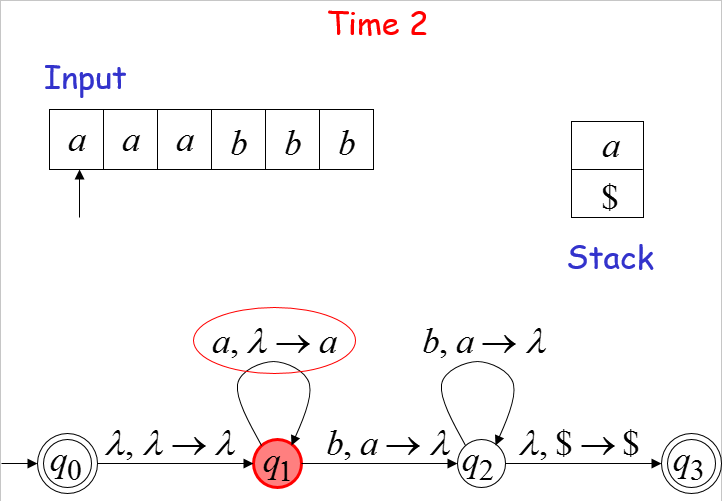 Time 2
Input
a a a b b b
a
$
Stack
a, λ → a
b, a → λ
λ, λ → λ
b, a → λ
λ, $ → $
q0
q1
q2
q3